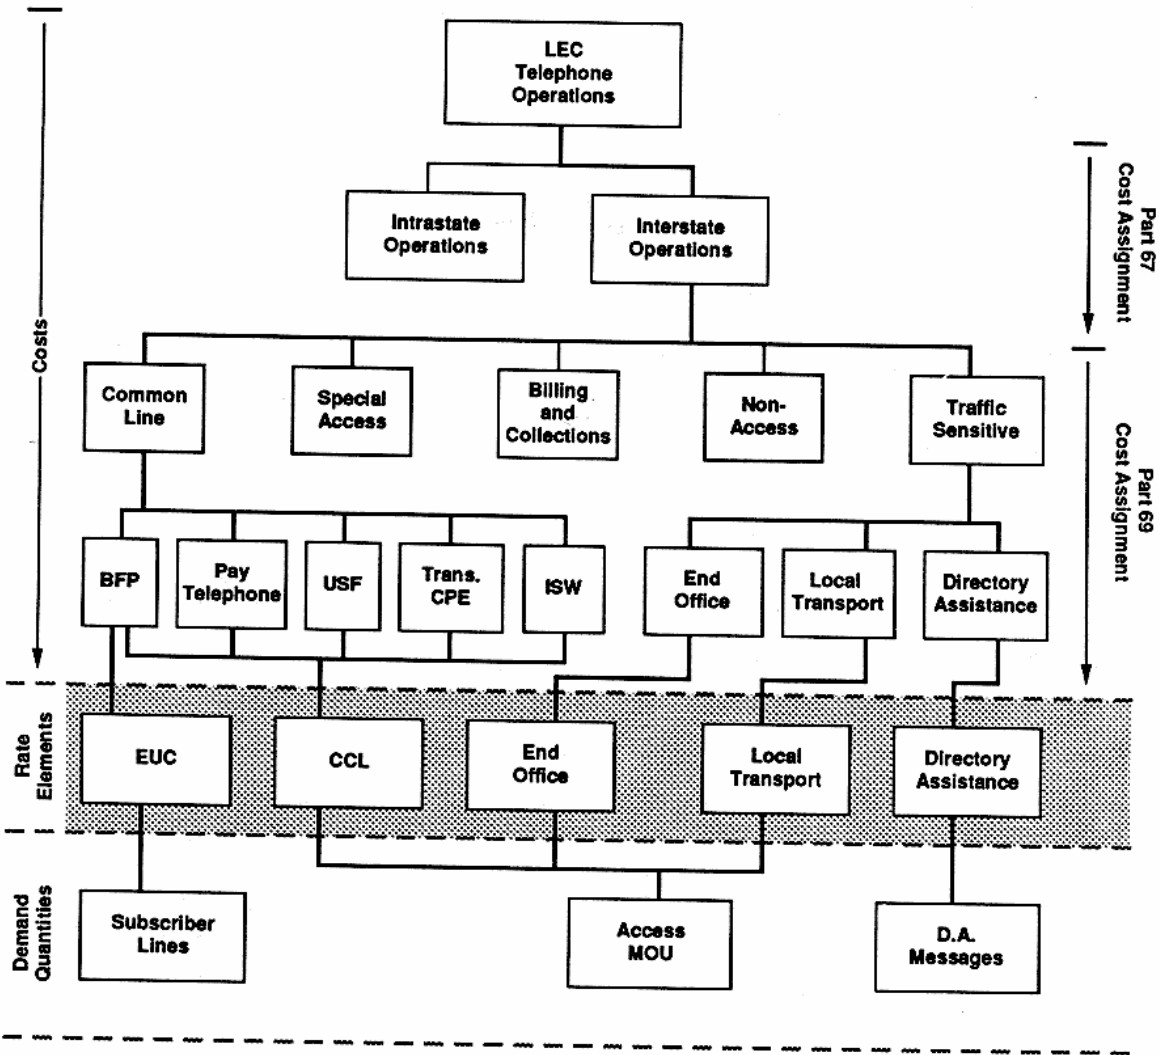 LEC
Telephone
Operations
Part 67
Cost Assignment
Intrastate
Operations
Interstate
Operations
Costs
Common
Line
Special
Access
Billing
and
Collections
Non-
Access
Traffic
Sensitive
Part 69
Cost Assignment
BFP
Pay
Telephone
USF
Trans.
CPE
ISW
End
Office
Local
Transport
Directory
Assistance
Rate
Elements
EUC
CCL
End
Office
Local
Transport
Directory
Assistance
Demand
Quantities
Subscriber
Lines
Access
MOU
D.A.
Messages